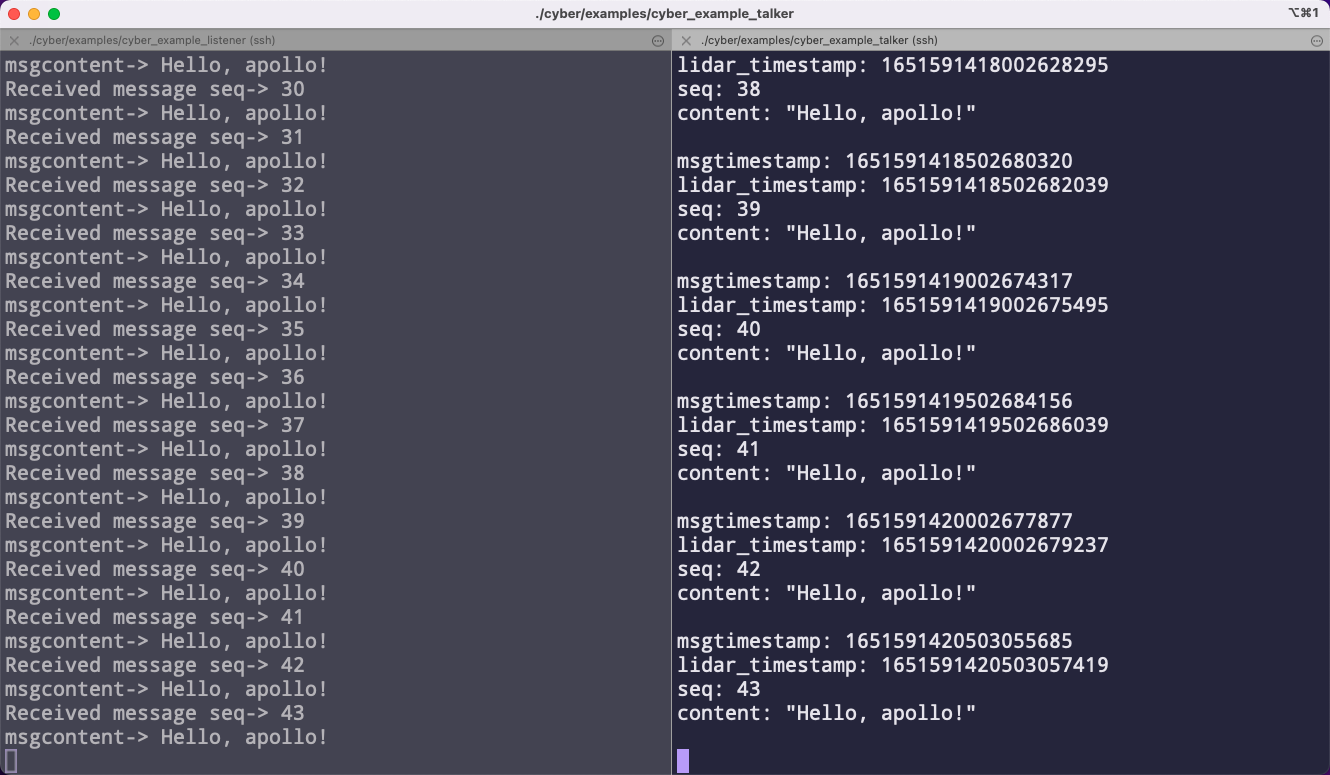 ./cyber/examples/cyber_example_talker
⌥⌘1
./cyber/examples/cyber_example_listener (ssh)
msgcontent-> Hello, apollo!
Received message seq-> 30
msgcontent-> Hello, apollo!
Received message seq-> 31
msgcontent-> Hello, apollo!
Received message seq-> 32
msgcontent-> Hello, apollo!
Received message seq-> 33
msgcontent-> Hello, apollo!
Received message seq-> 34
msgcontent-> Hello, apollo!
Received message seq-> 35
msgcontent-> Hello, apollo!
Received message seq-> 36
msgcontent-> Hello, apollo!
Received message seq-> 37
msgcontent-> Hello, apollo!
Received message seq-> 38
msgcontent-> Hello, apollo!
Received message seq-> 39
msgcontent-> Hello, apollo!
Received message seq-> 40
msgcontent-> Hello, apollo!
Received message seq-> 41
msgcontent-> Hello, apollo!
Received message seq-> 42
msgcontent-> Hello, apollo!
Received message seq-> 43
msgcontent-> Hello, apollo!
./cyber/examples/cyber_example_talker (ssh)
lidar_timestamp: 1651591418002628295
seq: 38
content: "Hello, apollo!"
msgtimestamp: 1651591418502680320
lidar_timestamp: 1651591418502682039
seq: 39
content: "Hello, apollo!"
msgtimestamp: 1651591419002674317
lidar_timestamp: 1651591419002675495
seq: 40
content: "Hello, apollo!"
msgtimestamp: 1651591419502684156
lidar_timestamp: 1651591419502686039
seq: 41
content: "Hello, apollo!"
msgtimestamp: 1651591420002677877
lidar_timestamp: 1651591420002679237
seq: 42
content: "Hello, apollo!"
msgtimestamp: 1651591420503055685
lidar_timestamp: 1651591420503057419
seq: 43
content: "Hello, apollo!"